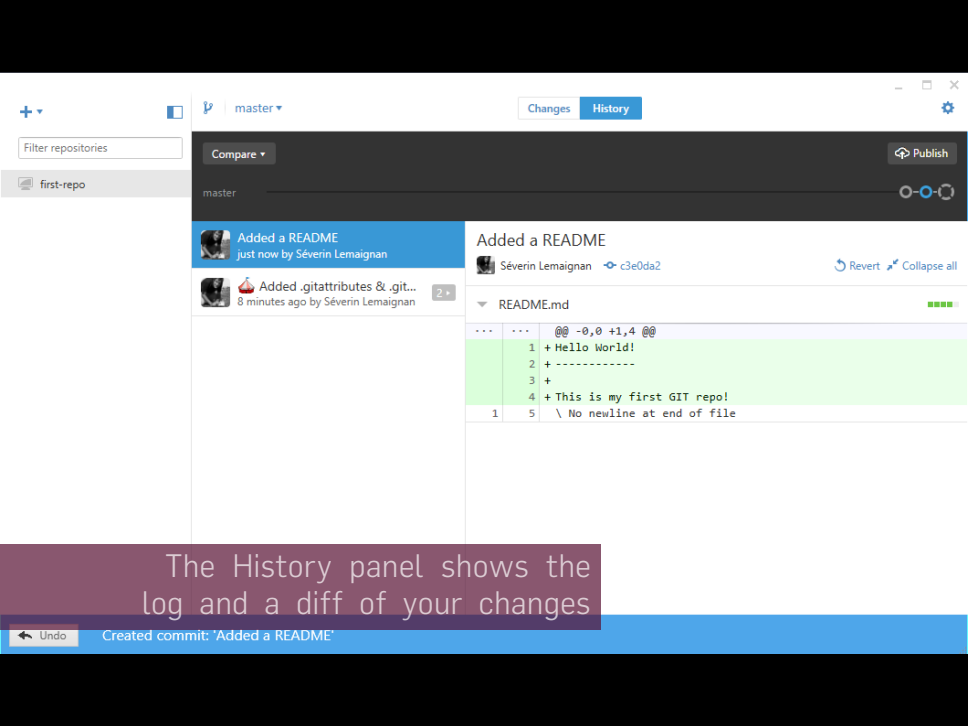 master
Changes
History
Filter repositories
Compare
Publish
first-repo
master
Added a README
just now by Séverin Lemaignan
Added .gitattributes & .git...
8 minutes ago by Séverin Lemaignan
2
Added a README
Séverin Lemaignan
c3e0da2
Revert
Collapse all
README.md
... ... @@ -0,0 +1,4 @@
1 +Hello World!
2 +------------
3 +
4 +This is my first GIT repo!
1 5 \ No newline at end of file
The History panel shows the
log and a diff of your changes
Undo
Created commit: 'Added a README'